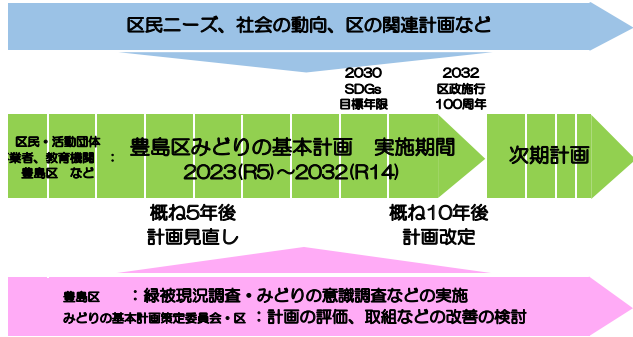 区民ニーズ、社会の動向、区の関連計画など
2030
SDGs
目標年限
2032
区政施行
100周年
区民・活動団体
業者、教育機関　：
豊島区　など
豊島区みどりの基本計画　実施期間
2023(R5)～2032(R14)
次期計画
概ね5年後
計画見直し
概ね10年後
計画改定
豊島区　　：緑被現況調査・みどりの意識調査などの実施
みどりの基本計画策定委員会・区　：計画の評価、取組などの改善の検討